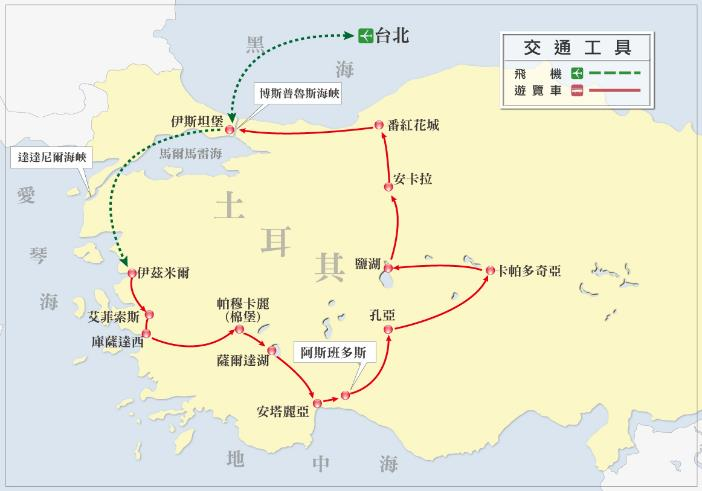 台北
黑
海
交通工具
飛機
遊覽車
博斯普魯斯海峽
伊斯坦堡
番紅花城
達達尼爾海峽
馬爾馬雷海
安卡拉
愛
琴
海
土
耳
其
鹽湖
卡帕多奇亞
伊茲米爾
艾菲索斯
帕穆卡麗
(棉堡)
孔亞
庫薩達西
薩爾達湖
阿斯班多斯
安塔麗亞
地中海